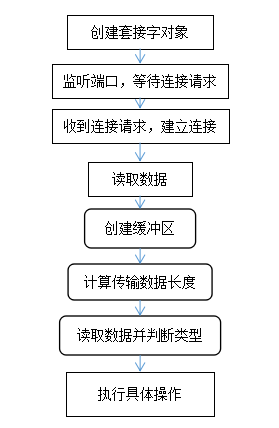 创建套接字对象
监听端口，等待连接请求
收到连接请求，建立连接
读取数据
创建缓冲区
计算传输数据长度
读取数据并判断类型
执行具体操作